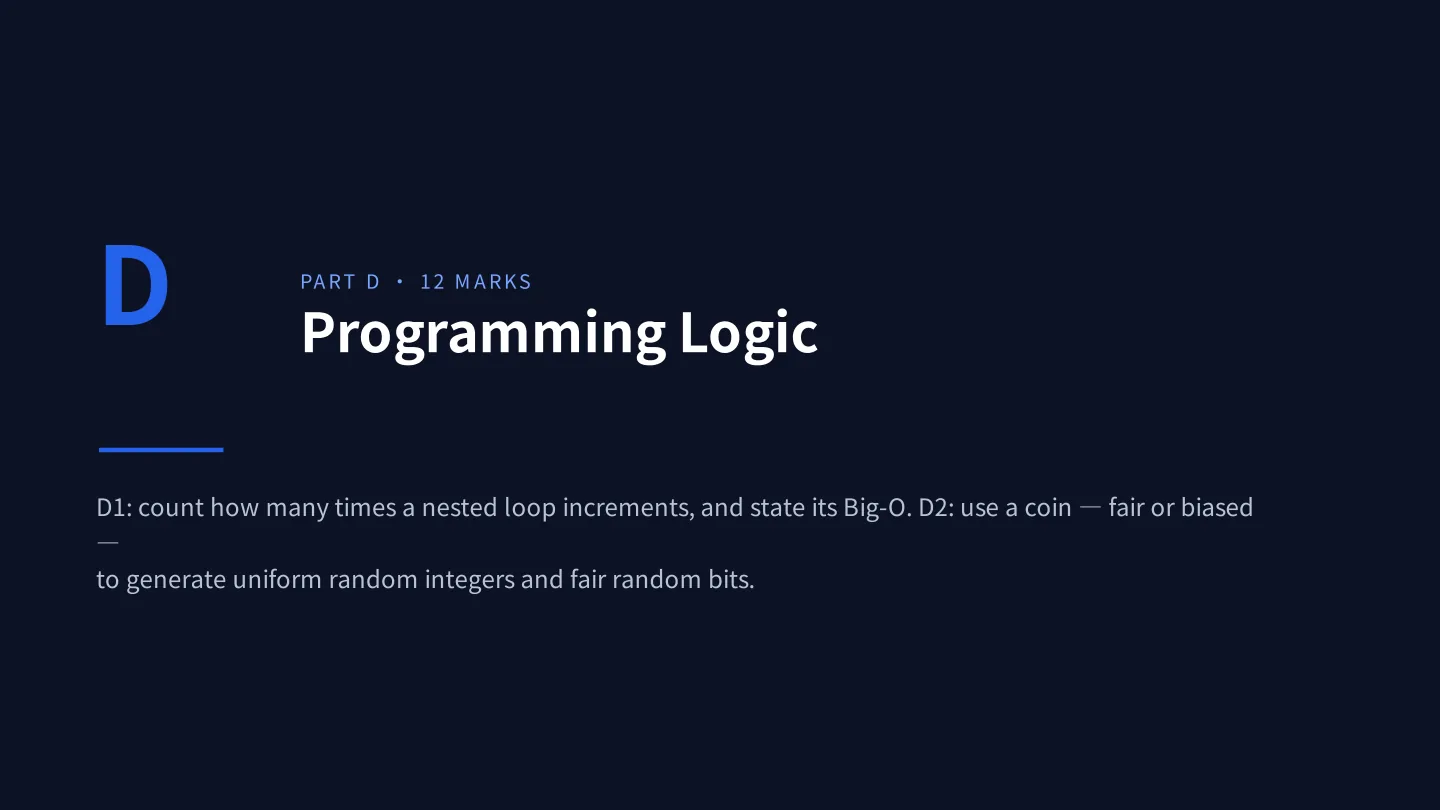 D
PART D • 12 MARKS
Programming Logic
D1: count how many times a nested loop increments, and state its Big-O. D2: use a coin — fair or biased
—
to generate uniform random integers and fair random bits.